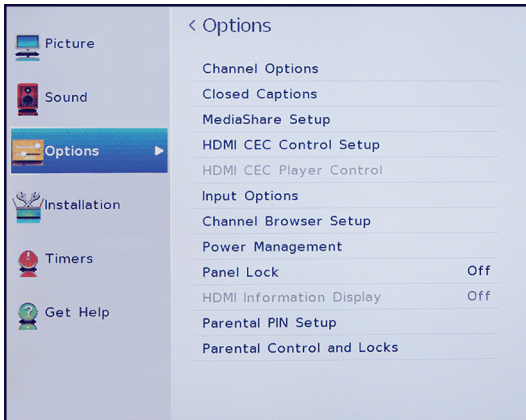 Picture
Sound
Options
Installation
Timers
Get Help
< Options
Channel Options
Closed Captions
MediaShare Setup
HDMI CEC Control Setup
HDMI CEC Player Control
Input Options
Channel Browser Setup
Power Management
Panel Lock Off
HDMI Information Display Off
Parental PIN Setup
Parental Control and Locks